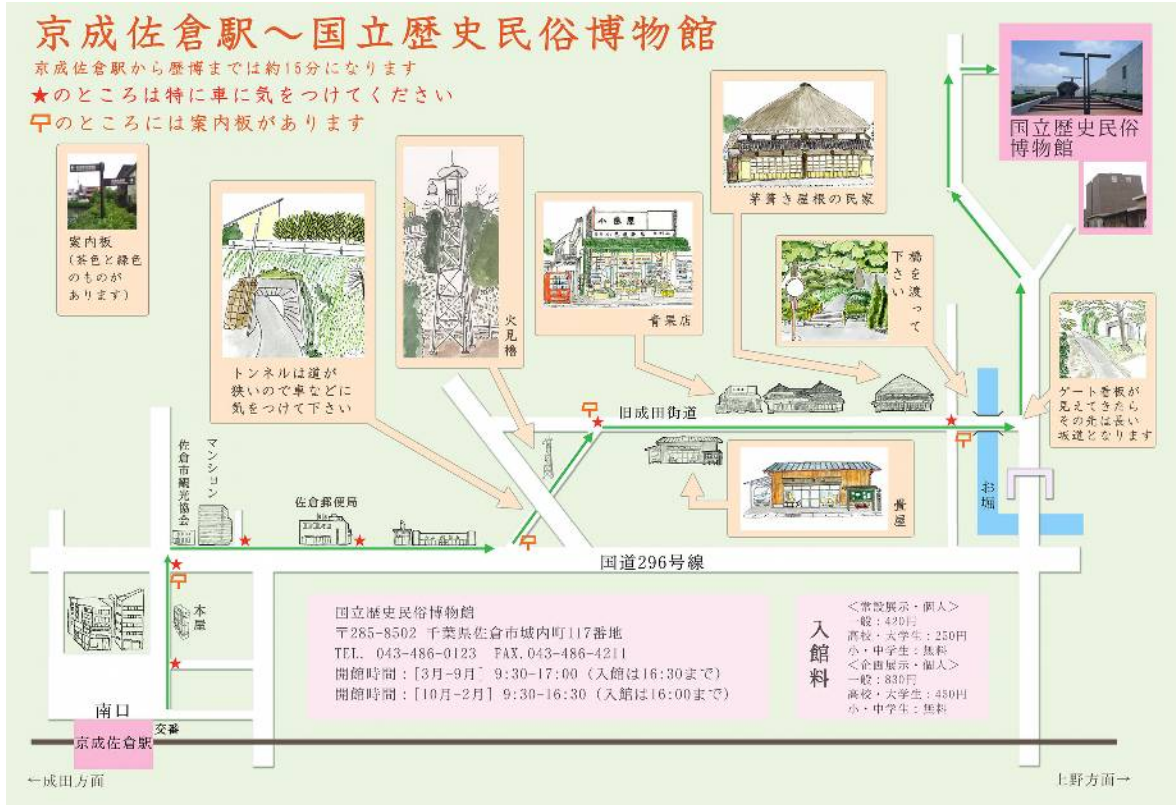 京成佐倉駅～国立歴史民俗博物館
京成佐倉駅から歴博までは約15分になります
★のところは特に車に気をつけてください
のところには案内板があります
案内板
(茶色と緑色
のものが
あります)
トンネルは道が
狭いので車などに
気をつけて下さい
火見櫓
小島屋
青果店
茅葺き屋根の民家
橋を渡って
下さい
国立歴史民俗
博物館
ゲート看板が
見えてきたら
その先は長い
坂道となります
旧成田街道
畳屋
お堀
佐倉市観光協会
マンション
佐倉郵便局
国道296号線
本屋
南口
交番
京成佐倉駅
←成田方面
上野方面→
国立歴史民俗博物館
〒285-8502 千葉県佐倉市城内町117番地
TEL. 043-486-0123 FAX.043-486-4211
開館時間：[3月-9月] 9:30-17:00 (入館は16:30まで)
開館時間：[10月-2月] 9:30-16:30 (入館は16:00まで)
入館料
＜常設展示・個人＞
一般：420円
高校・大学生：250円
小・中学生：無料
＜企画展示・個人＞
一般：830円
高校・大学生：450円
小・中学生：無料